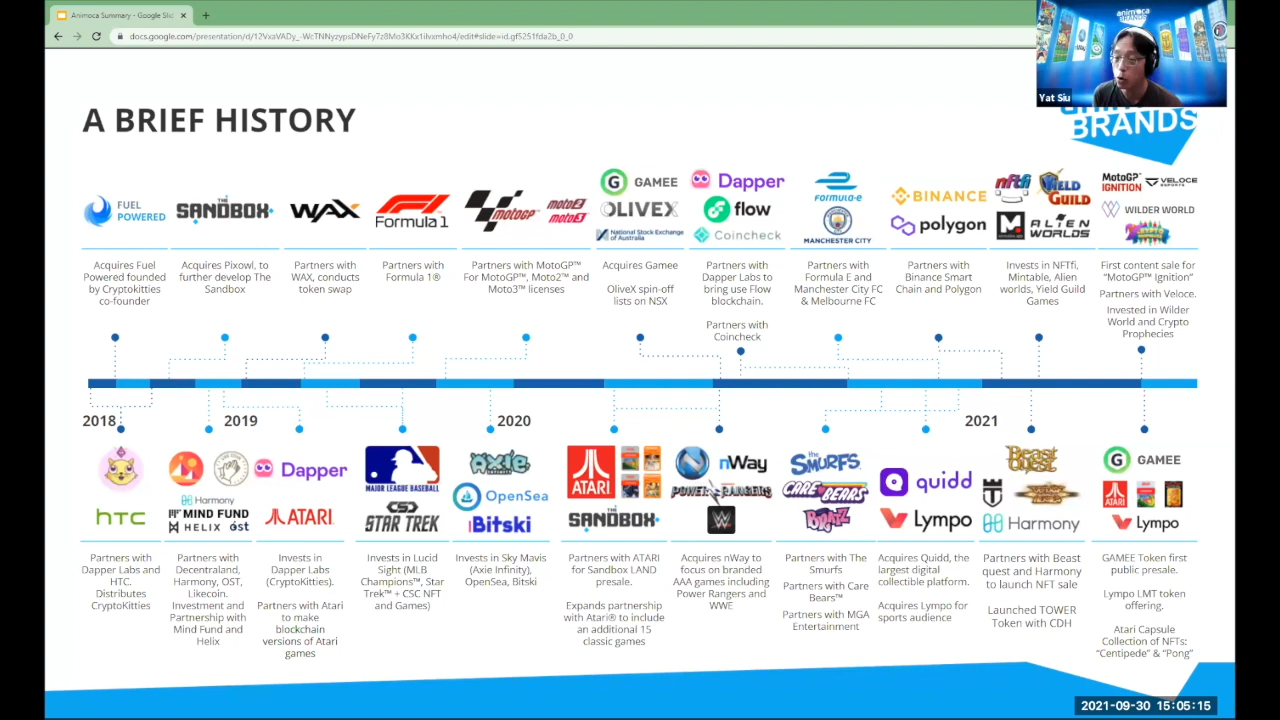 Animoca Summary - Google Slid
docs.google.com/presentation/d/12VxaVADy_-WcTNNyzypsDNeFy7z8Mo3KKx1ilvxmho4/edit#slide=id.gf5251fda2b_0_0
animoca
BRANDS
Yat Siu
BRANDS
A BRIEF HISTORY
FUEL
POWERED
THE
SANDBOX
WAX
Formula 1
MotoGP
moto2
moto3
GAMEE
OLIVEX
National Stock Exchange
of Australia
Dapper
flow
Coincheck
formula-e
MANCHESTER CITY
BINANCE
polygon
nftfi
YIELD
GUILD
ALIEN
WORLDS
MotoGP
IGNITION
VELOCE
ESPORTS
WILDER WORLD
Acquires Fuel
Powered founded
by Cryptokitties
co-founder
Acquires Pixowl, to
further develop The
Sandbox
Partners with
WAX, conducts
token swap
Partners with
Formula 1®
Partners with MotoGP™
For MotoGP™, Moto2™ and
Moto3™ licenses
Acquires Gamee
OliveX spin-off
lists on NSX
Partners with
Dapper Labs to
bring use Flow
blockchain.
Partners with
Coincheck
Partners with
Formula E and
Manchester City FC
& Melbourne FC
Partners with
Binance Smart
Chain and Polygon
Invests in NFTfi,
Mintable, Alien
worlds, Yield Guild
Games
First content sale for
“MotoGP™ Ignition”
Partners with Veloce.
Invested in Wilder
World and Crypto
Prophecies
2018
2019
2020
2021
htc
Harmony
MIND FUND
HELIX
ōst
Dapper
ATARI
MAJOR LEAGUE BASEBALL
CSC
STAR TREK
AXIE
OpenSea
Bitski
ATARI
THE
SANDBOX
nWay
POWER RANGERS
W
THE SMURFS
CARE BEARS
BRATZ
quidd
Lympo
Beast
Quest
Harmony
GAMEE
ATARI
Lympo
Partners with
Dapper Labs and
HTC.
Distributes
CryptoKitties
Partners with
Decentraland,
Harmony, OST,
Likecoin.
Investment and
Partnership with
Mind Fund and
Helix
Invests in
Dapper Labs
(CryptoKitties).
Partners with Atari
to make
blockchain
versions of Atari
games
Invests in Lucid
Sight (MLB
Champions™, Star
Trek™ + CSC NFT
and Games)
Invests in Sky Mavis
(Axie Infinity),
OpenSea, Bitski
Partners with ATARI
for Sandbox LAND
presale.
Expands partnership
with Atari® to include
an additional 15
classic games
Acquires nWay to
focus on branded
AAA games including
Power Rangers and
WWE
Partners with The
Smurfs
Partners with Care
Bears™
Partners with MGA
Entertainment
Acquires Quidd, the
largest digital
collectible platform.
Acquires Lympo for
sports audience
Partners with Beast
quest and Harmony
to launch NFT sale
Launched TOWER
Token with CDH
GAMEE Token first
public presale.
Lympo LMT token
offering.
Atari Capsule
Collection of NFTs:
“Centipede” & “Pong”
2021-09-30 15:05:15